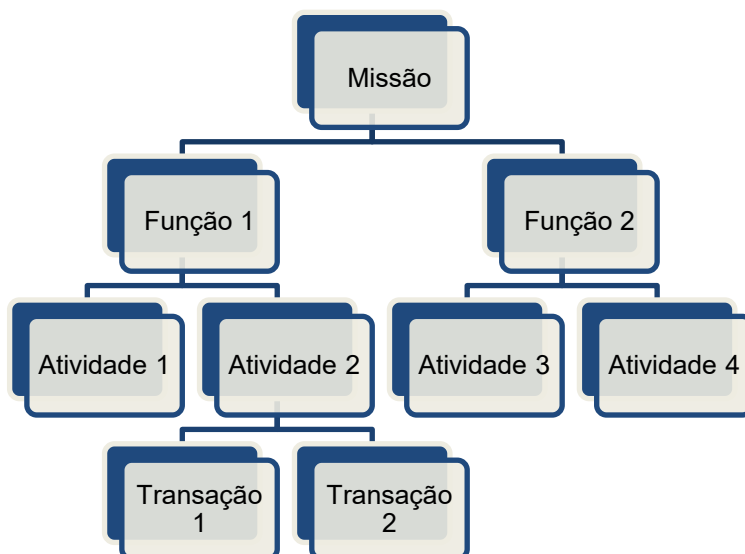 Missão
Função 1
Função 2
Atividade 1
Atividade 2
Atividade 3
Atividade 4
Transação
1
Transação
2